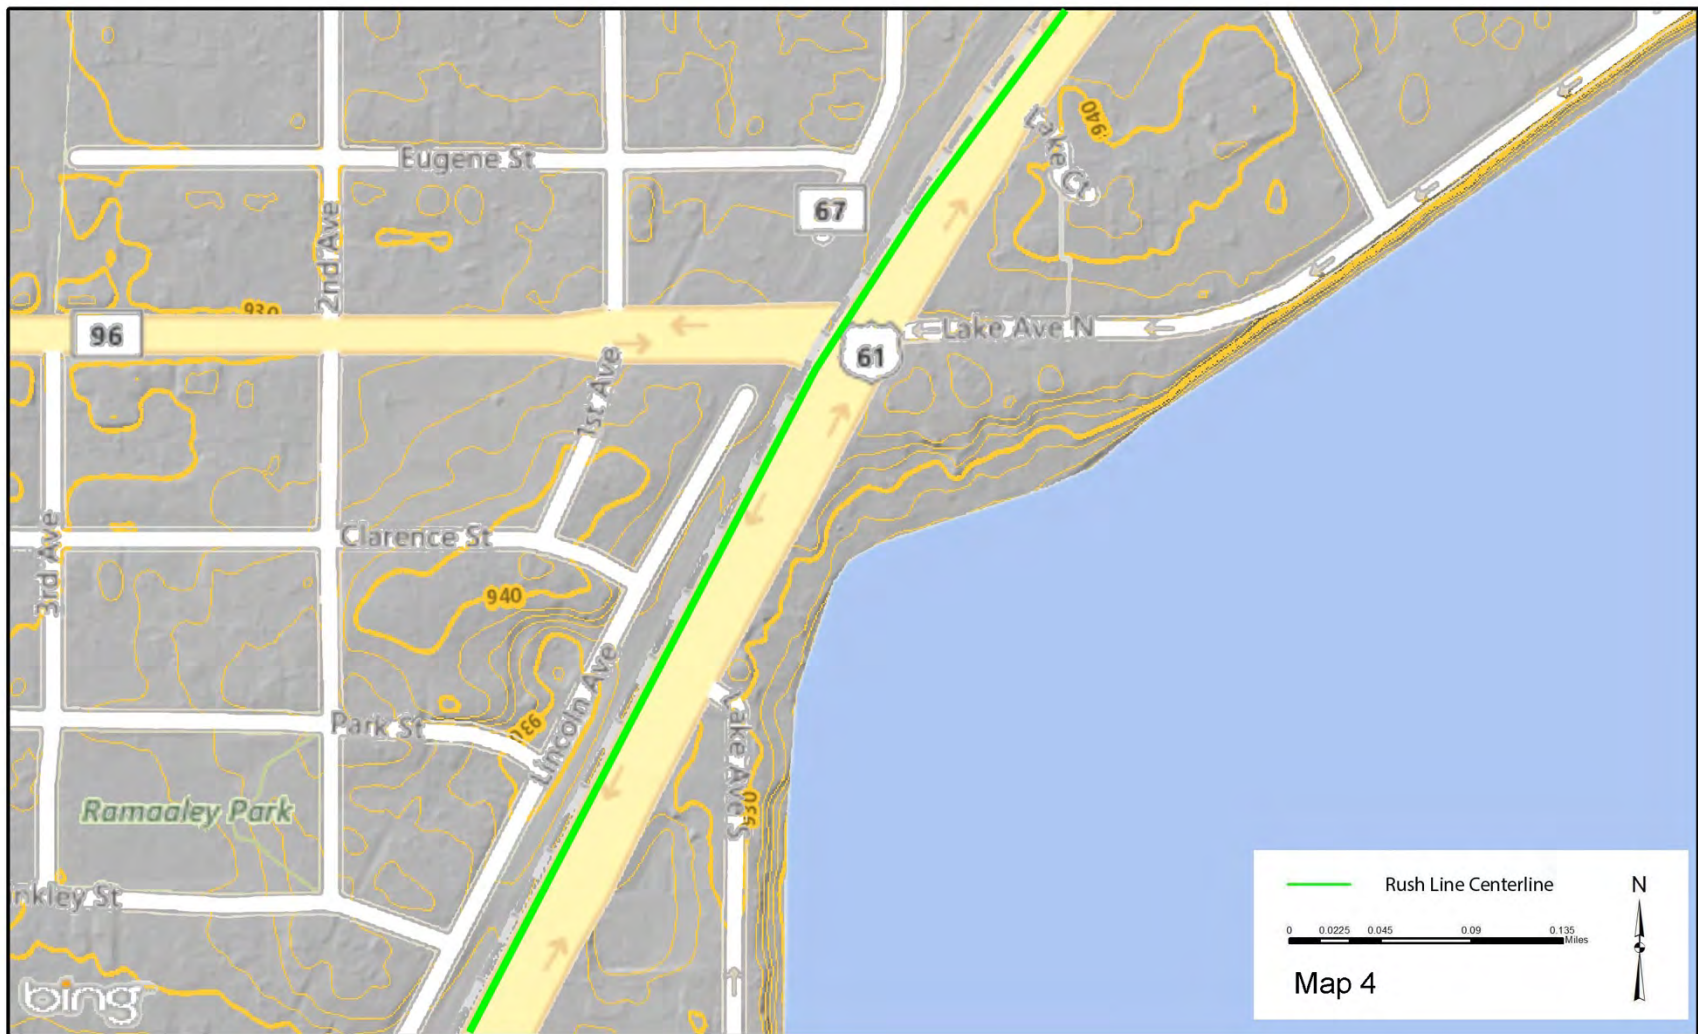 940
Lake Ct
Eugene St
2nd Ave
67
930
96
Lake Ave N
61
1st Ave
3rd Ave
Clarence St
940
Lincoln Ave
Park St
930
Lake Ave S
930
Ramaaley Park
nkley St
bing
Rush Line Centerline
N
0 0.0225 0.045 0.09 0.135
Miles
Map 4